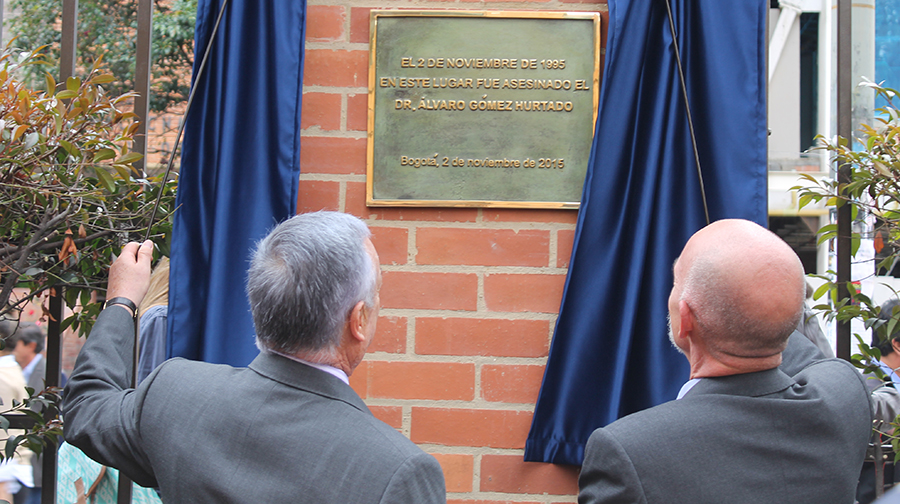 EL 2 DE NOVIEMBRE DE 1995
EN ESTE LUGAR FUE ASESINADO EL
DR, ÁLVARO GÓMEZ HURTADO
Bogotá, 2 de noviembre de 2015